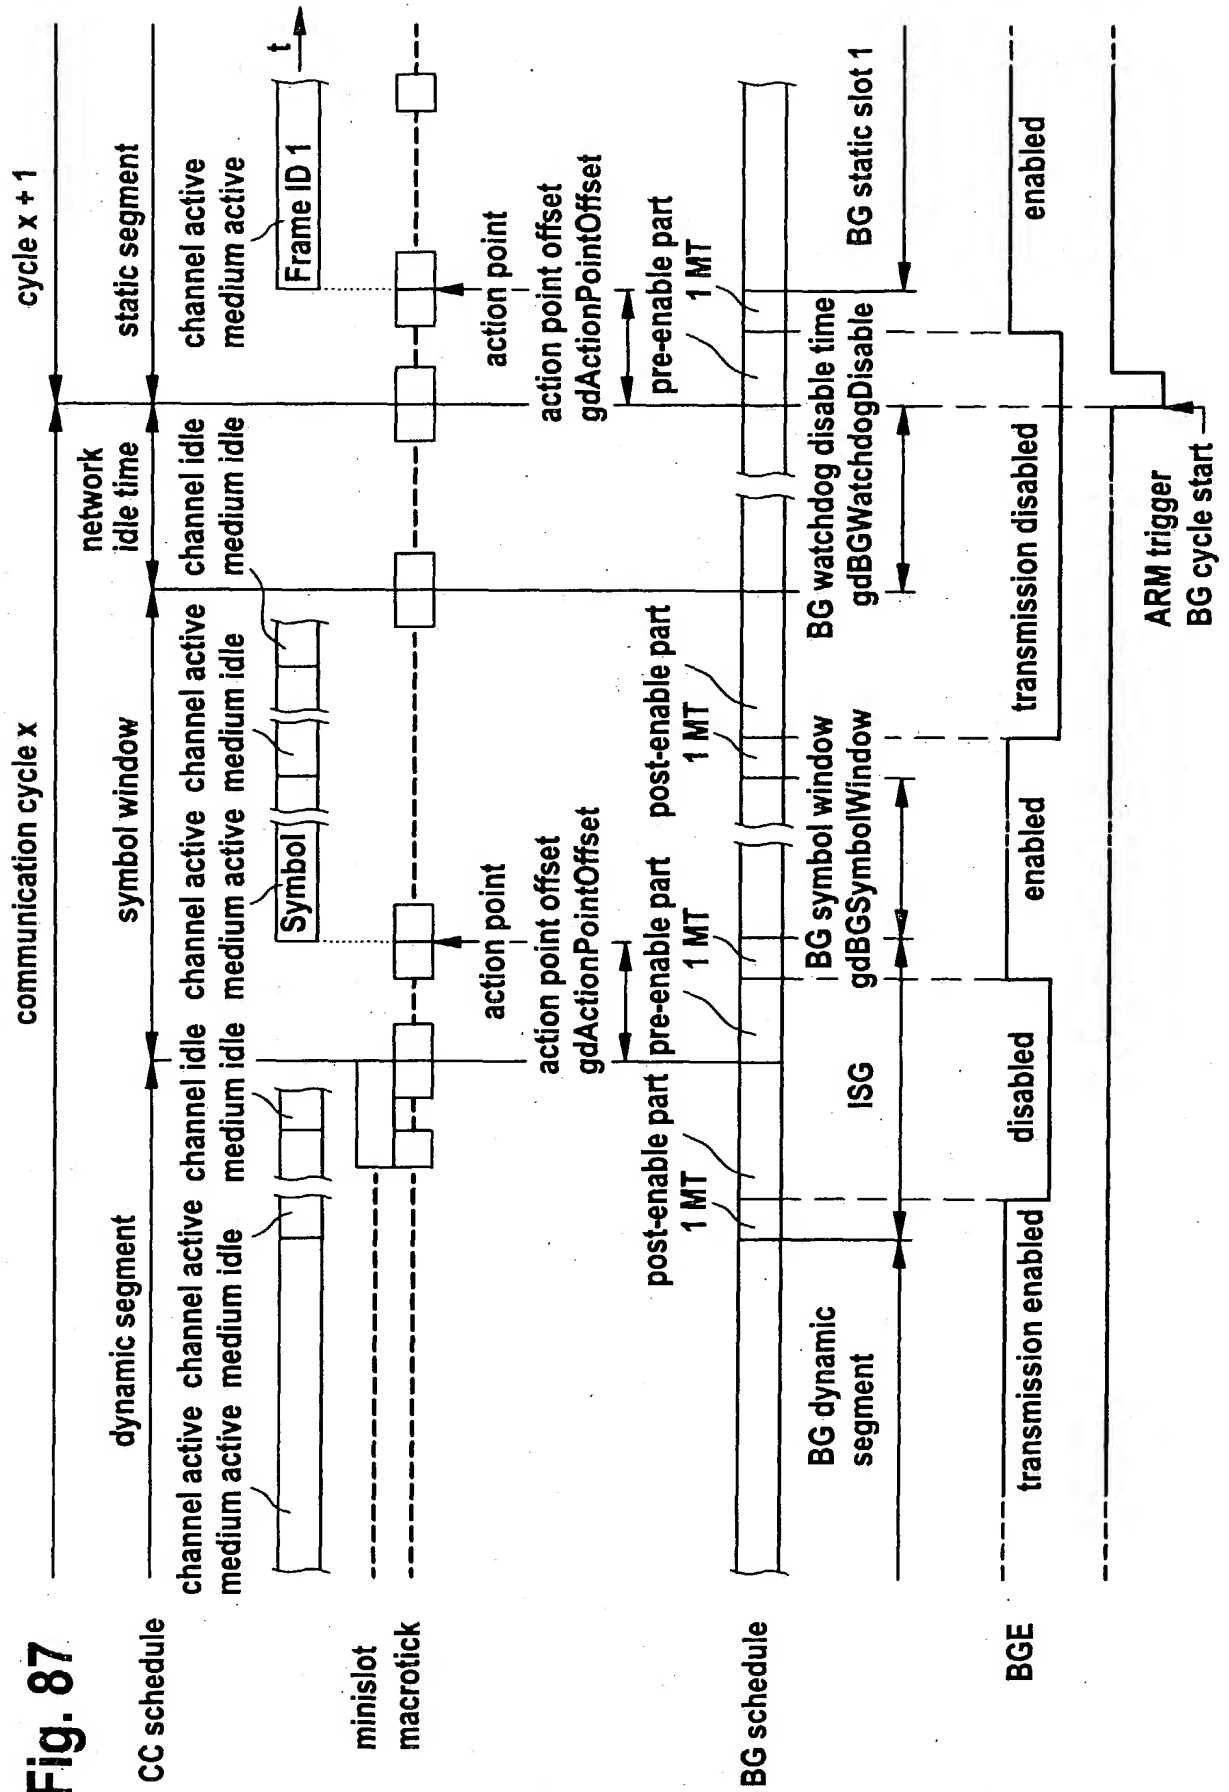 Fig. 87
communication cycle x
cycle x + 1
CC schedule
dynamic segment
symbol window
network
idle time
static segment
channel active
medium active
channel active
medium idle
channel idle
medium idle
channel active
medium active
channel active
medium idle
channel active
medium idle
channel idle
medium idle
channel active
medium active
Symbol
Frame ID 1
t
minislot
macrotick
action point
action point offset
gdActionPointOffset
action point
action point offset
gdActionPointOffset
post-enable part
1 MT
pre-enable part
1 MT
post-enable part
1 MT
pre-enable part
1 MT
BG schedule
BG dynamic
segment
ISG
BG symbol window
gdBGSymbolWindow
BG watchdog disable time
gdBGWatchdogDisable
BG static slot 1
BGE
transmission enabled
disabled
enabled
transmission disabled
enabled
ARM trigger
BG cycle start